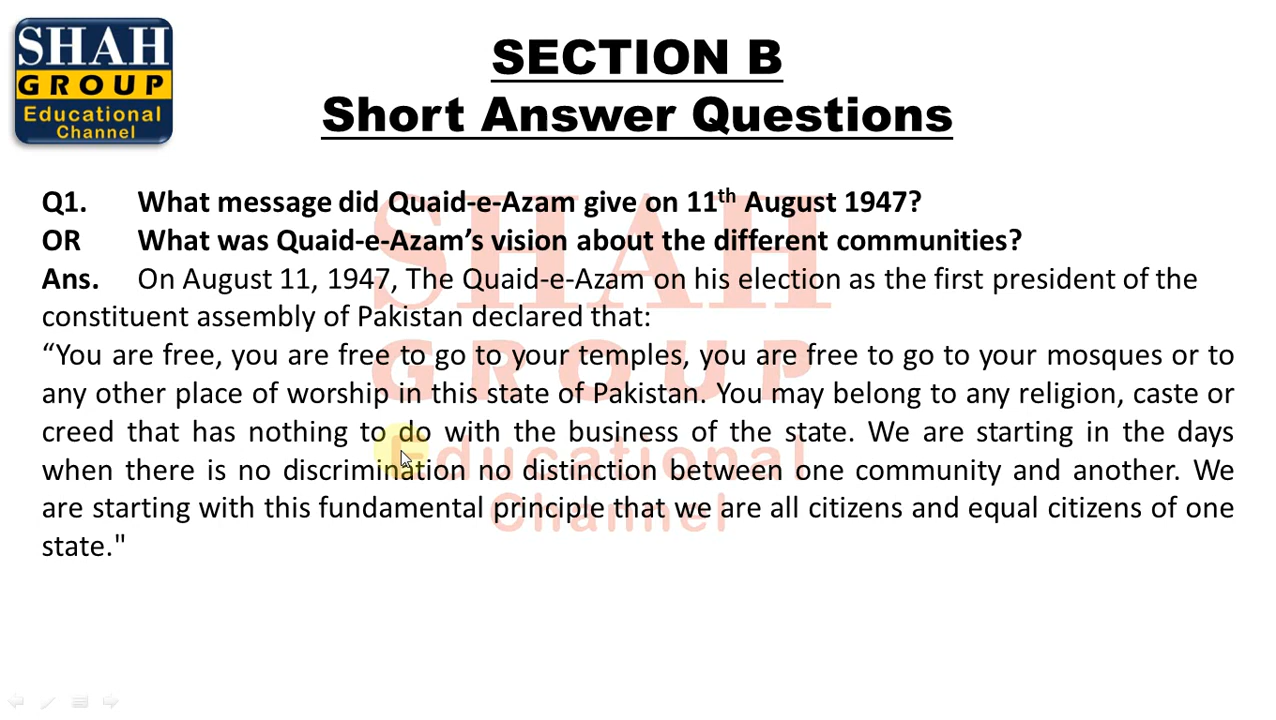 SHAH
GROUP
Educational
Channel
SECTION B
Short Answer Questions
SHAH
GROUP
Educational
Channel
Q1. What message did Quaid-e-Azam give on 11th August 1947?
OR What was Quaid-e-Azam’s vision about the different communities?
Ans. On August 11, 1947, The Quaid-e-Azam on his election as the first president of the
constituent assembly of Pakistan declared that:
“You are free, you are free to go to your temples, you are free to go to your mosques or to
any other place of worship in this state of Pakistan. You may belong to any religion, caste or
creed that has nothing to do with the business of the state. We are starting in the days
when there is no discrimination no distinction between one community and another. We
are starting with this fundamental principle that we are all citizens and equal citizens of one
state."